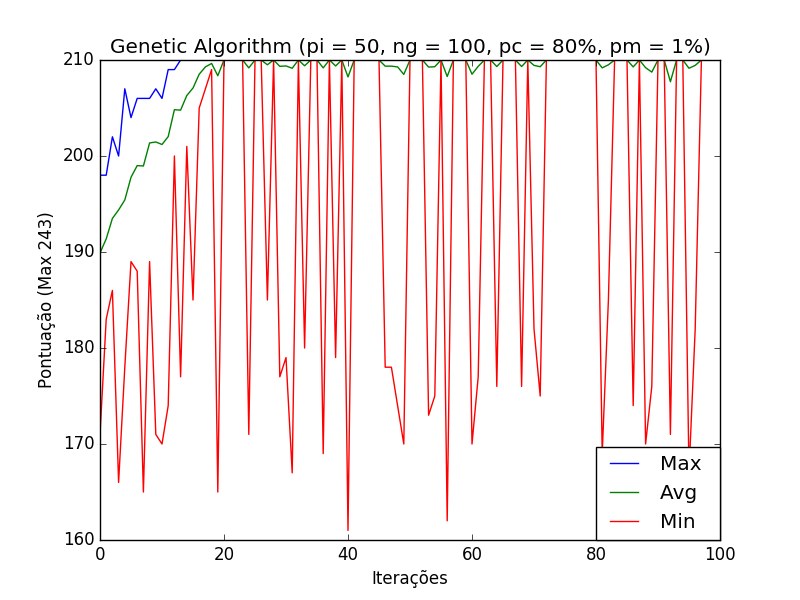 Genetic Algorithm (pi = 50, ng = 100, pc = 80%, pm = 1%)
210
200
190
180
170
160
Pontuação (Max 243)
Max
Avg
Min
0 20 40 60 80 100
Iterações